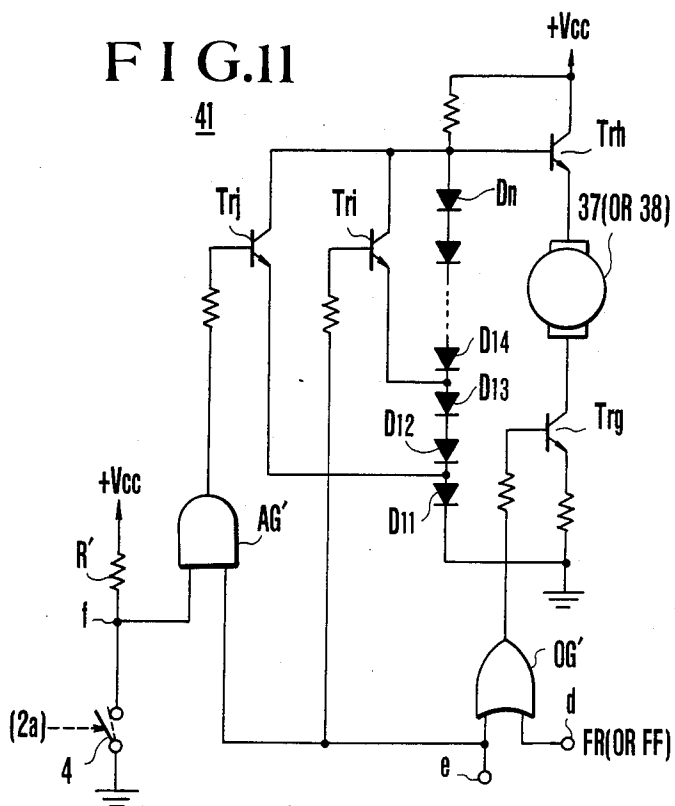 FIG.11
41
+Vcc
Trh
Trj
Tri
Dn
37(OR 38)
D14
D13
D12
D11
Trg
+Vcc
R'
AG'
f
OG'
(2a)
4
d
FR(OR FF)
e